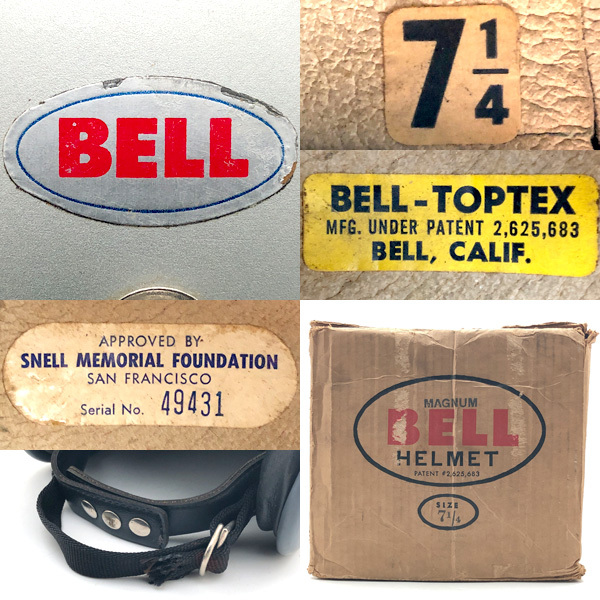 BELL
7 1/4
BELL-TOPTEX
MFG. UNDER PATENT 2,625,683
BELL, CALIF.
APPROVED BY
SNELL MEMORIAL FOUNDATION
SAN FRANCISCO
Serial No. 49431
MAGNUM
BELL
HELMET
PATENT #2,625,683
SIZE
7 1/4